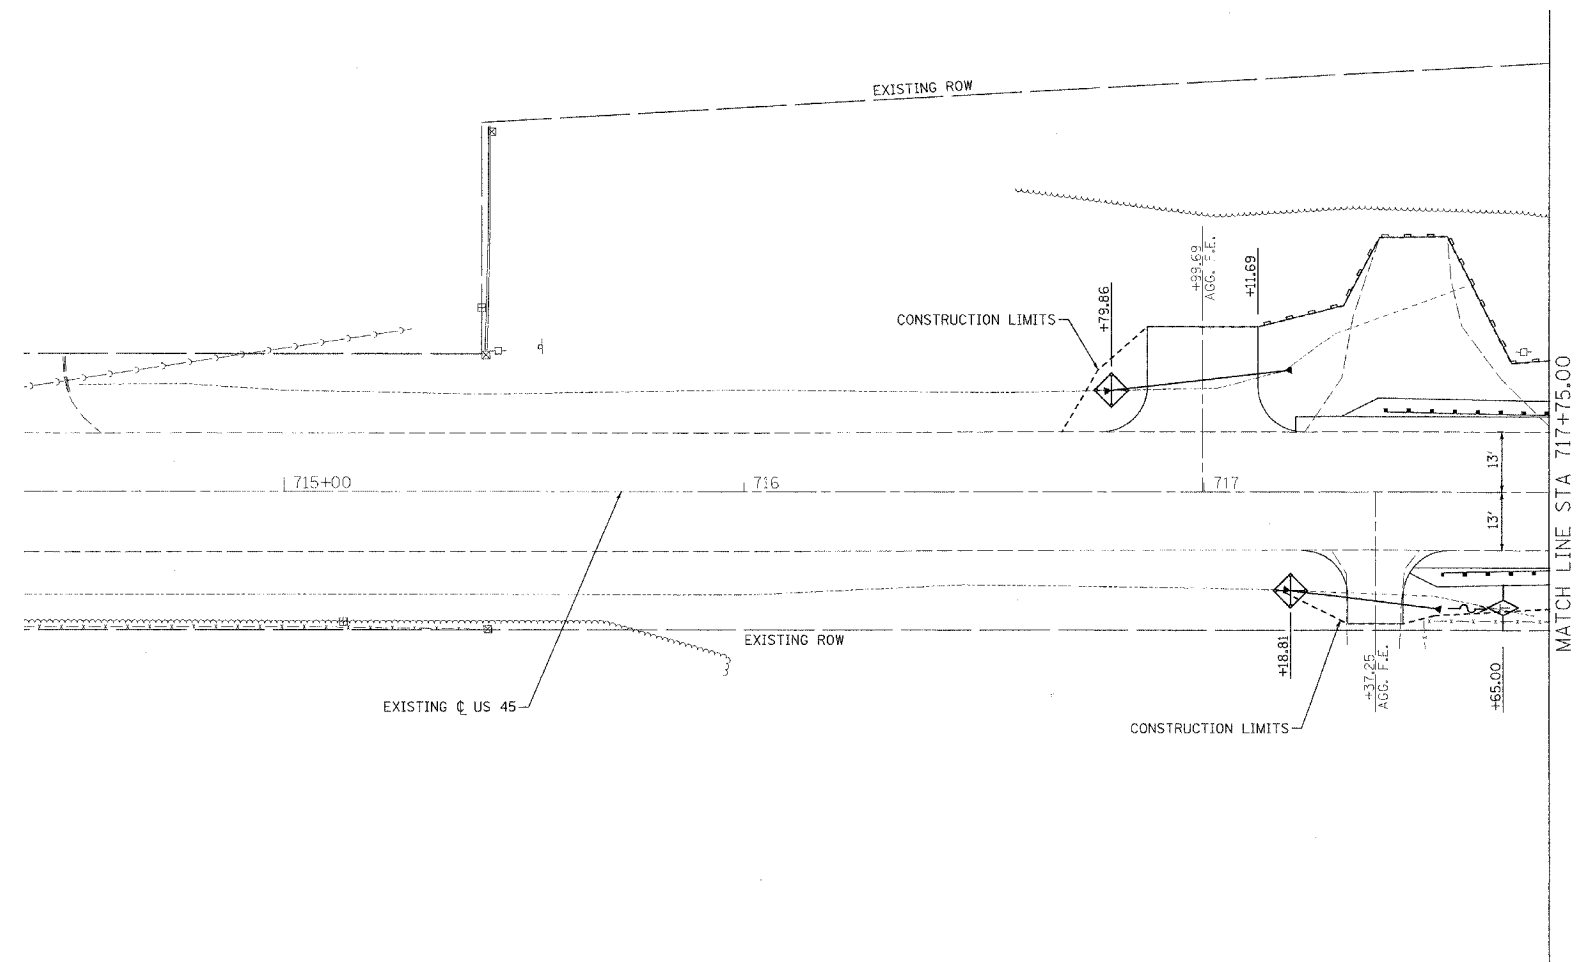 EXISTING ROW
CONSTRUCTION LIMITS
+79.86
+99.69
AGG. F.E.
+11.69
715+00
716
717
13'
13'
MATCH LINE STA 717+75.00
EXISTING ROW
EXISTING ℄ US 45
+18.81
+37.25
AGG. F.E.
+65.00
CONSTRUCTION LIMITS